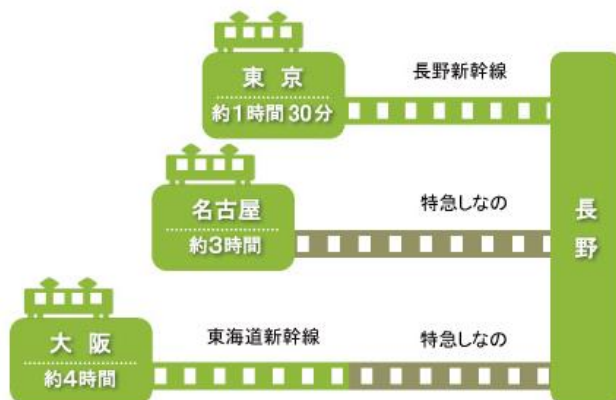 東京
約1時間30分
長野新幹線
名古屋
約3時間
特急しなの
長野
大阪
約4時間
東海道新幹線
特急しなの